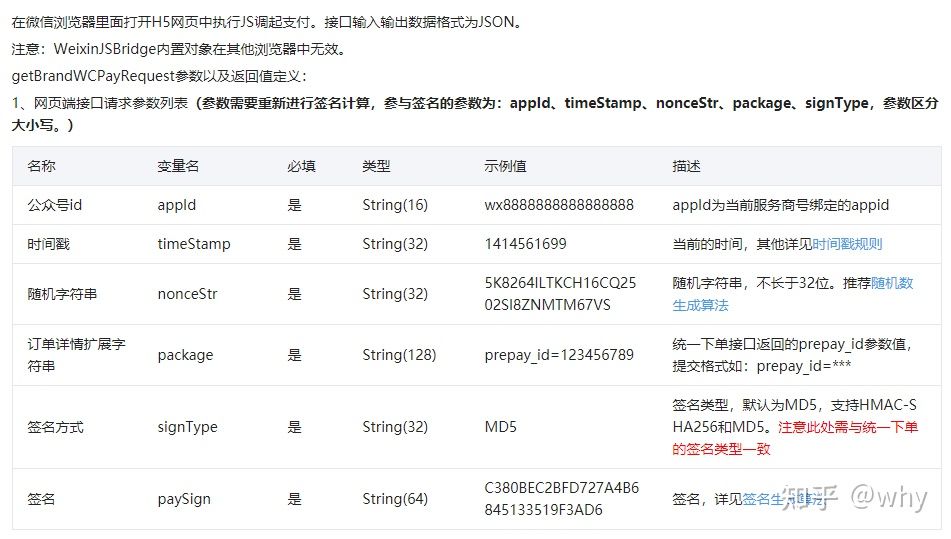 在微信浏览器里面打开H5网页中执行JS调起支付。接口输入输出数据格式为JSON。
注意：WeixinJSBridge内置对象在其他浏览器中无效。
getBrandWCPayRequest参数以及返回值定义：
1、网页端接口请求参数列表（参数需要重新进行签名计算，参与签名的参数为：appId、timeStamp、nonceStr、package、signType，参数区分
大小写。）
名称 变量名 必填 类型 示例值 描述
公众号id appId 是 String(16) wx8888888888888888 appId为当前服务商号绑定的appid
时间戳 timeStamp 是 String(32) 1414561699 当前的时间，其他详见时间戳规则
随机字符串 nonceStr 是 String(32) 5K8264ILTKCH16CQ25
02SI8ZNMTM67VS 随机字符串，不长于32位。推荐随机数
生成算法
订单详情扩展字
符串 package 是 String(128) prepay_id=123456789 统一下单接口返回的prepay_id参数值，
提交格式如：prepay_id=***
签名方式 signType 是 String(32) MD5 签名类型，默认为MD5，支持HMAC-S
HA256和MD5。注意此处需与统一下单
的签名类型一致
签名 paySign 是 String(64) C380BEC2BFD727A4B6
845133519F3AD6 签名，详见签名生成算法
知乎 @why